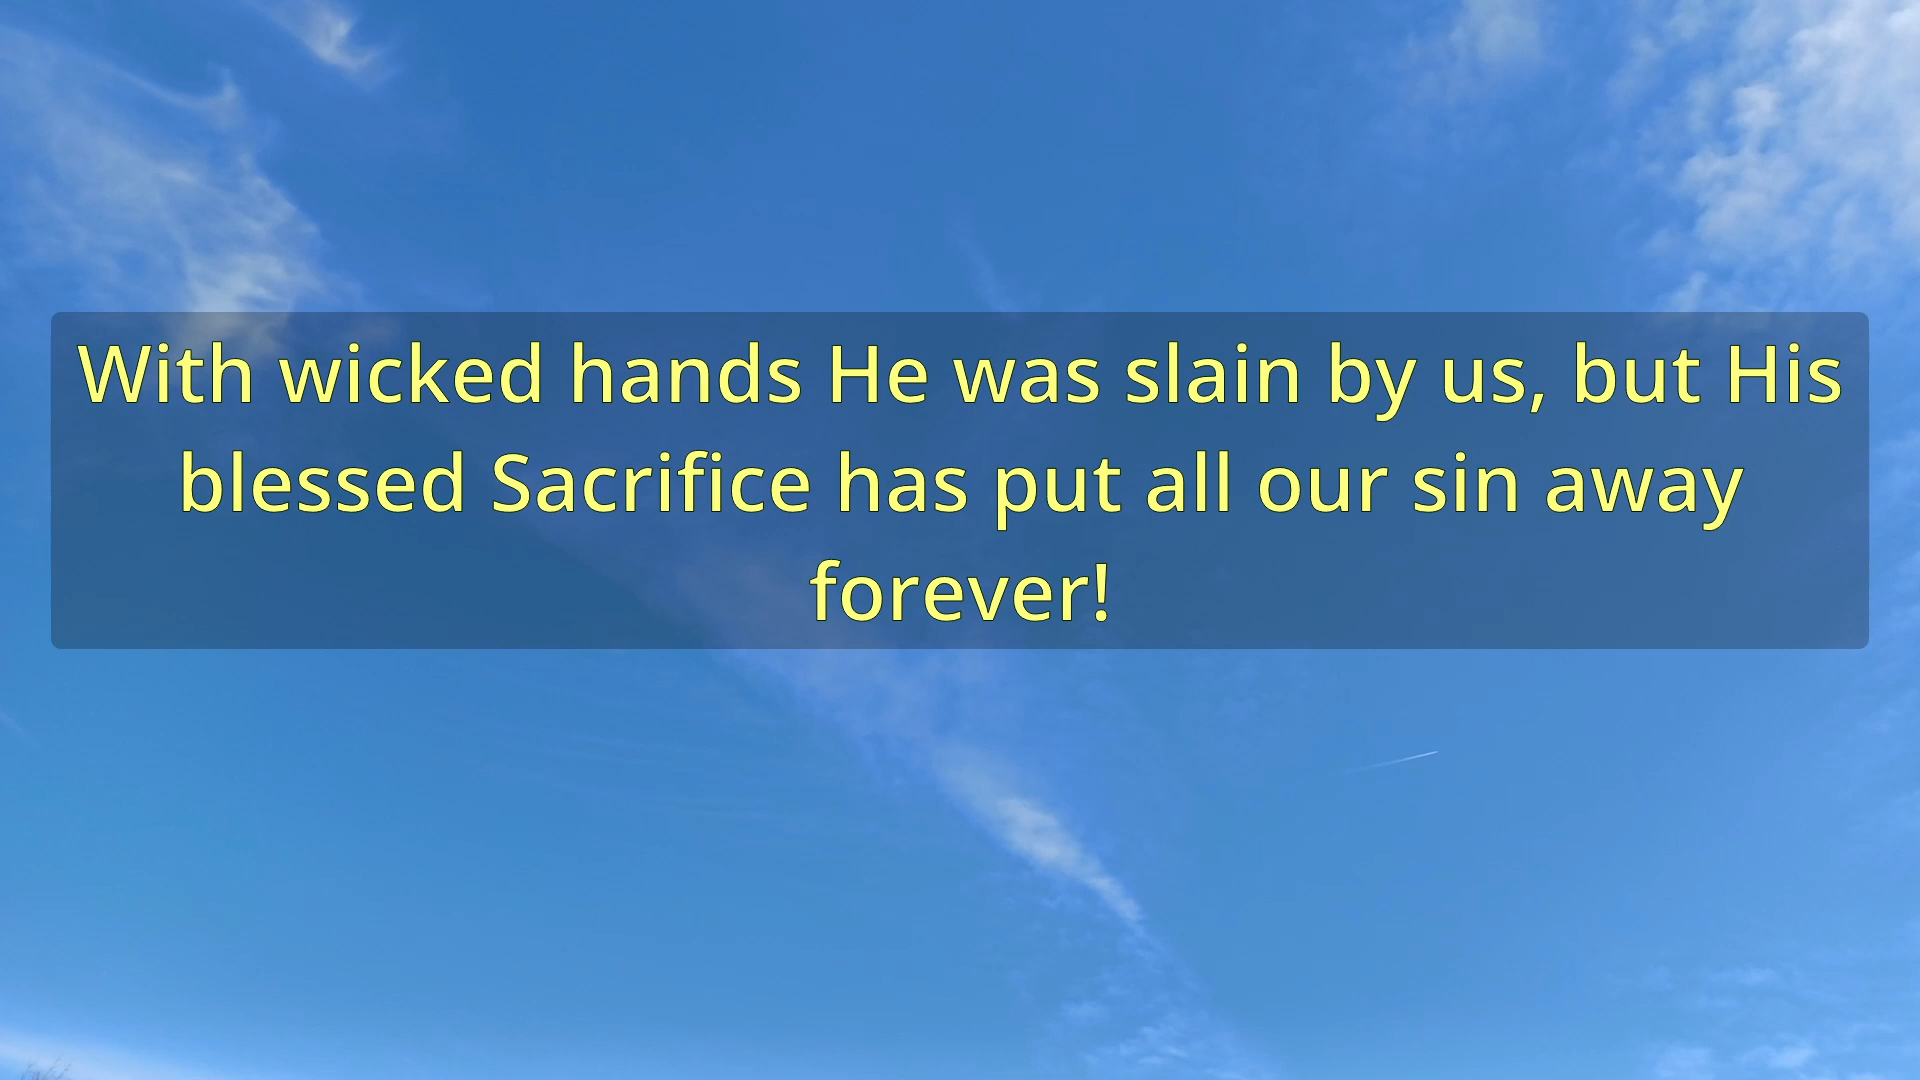 With wicked hands He was slain by us, but His
blessed Sacrifice has put all our sin away
forever!